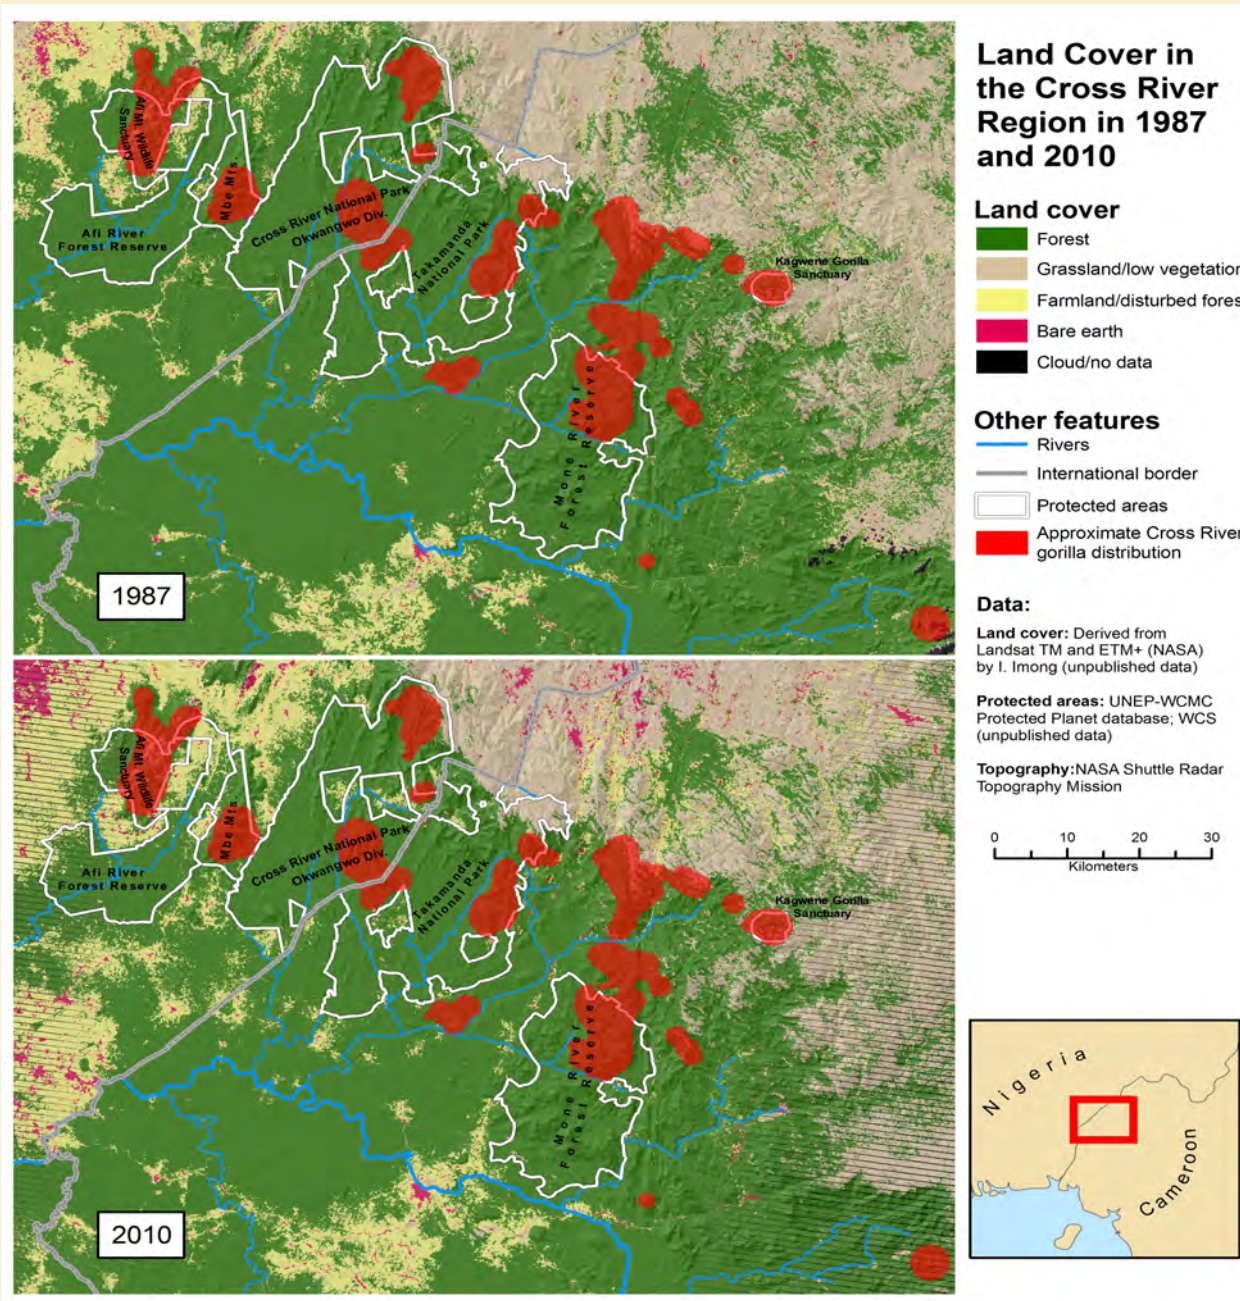 Land Cover in
the Cross River
Region in 1987
and 2010
Land cover
Forest
Grassland/low vegetation
Farmland/disturbed fores
Bare earth
Cloud/no data
Other features
Rivers
International border
Protected areas
Approximate Cross River
gorilla distribution
Data:
Land cover: Derived from
Landsat TM and ETM+ (NASA)
by I. Imong (unpublished data)
Protected areas: UNEP-WCMC
Protected Planet database; WCS
(unpublished data)
Topography:NASA Shuttle Radar
Topography Mission
0 10 20 30
Kilometers
Nigeria
Cameroon
Afi Mt. Wildlife
Sanctuary
Mbe Mts.
Afi River
Forest Reserve
Cross River National Park
Okwangwo Div.
Takamanda
National Park
Kagwene Gorilla
Sanctuary
Mone River
Forest Reserve
1987
Afi Mt. Wildlife
Sanctuary
Mbe Mts.
Afi River
Forest Reserve
Cross River National Park
Okwangwo Div.
Takamanda
National Park
Kagwene Gorilla
Sanctuary
Mone River
Forest Reserve
2010